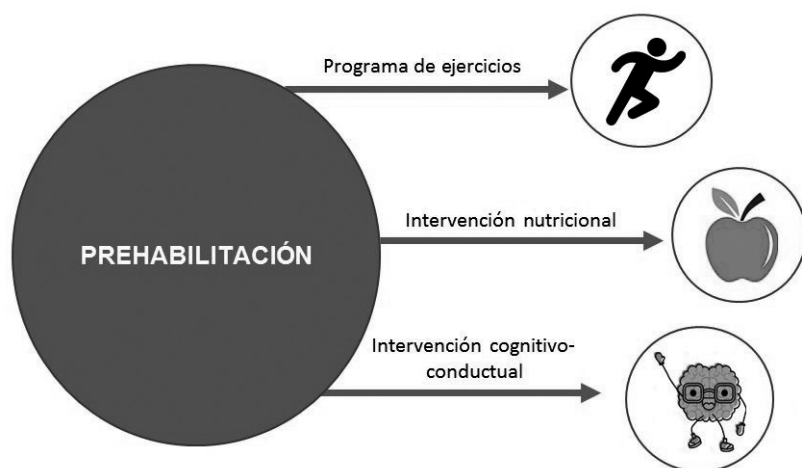 Programa de ejercicios
Intervención nutricional
PREHABILITACIÓN
Intervención cognitivo-
conductual